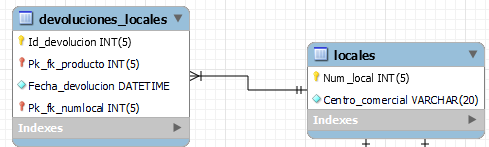 devoluciones_locales
Id_devolucion INT(5)
Pk_fk_producto INT(5)
Fecha_devolucion DATETIME
Pk_fk_numlocal INT(5)
Indexes
locales
Num_local INT(5)
Centro_comercial VARCHAR(20)
Indexes